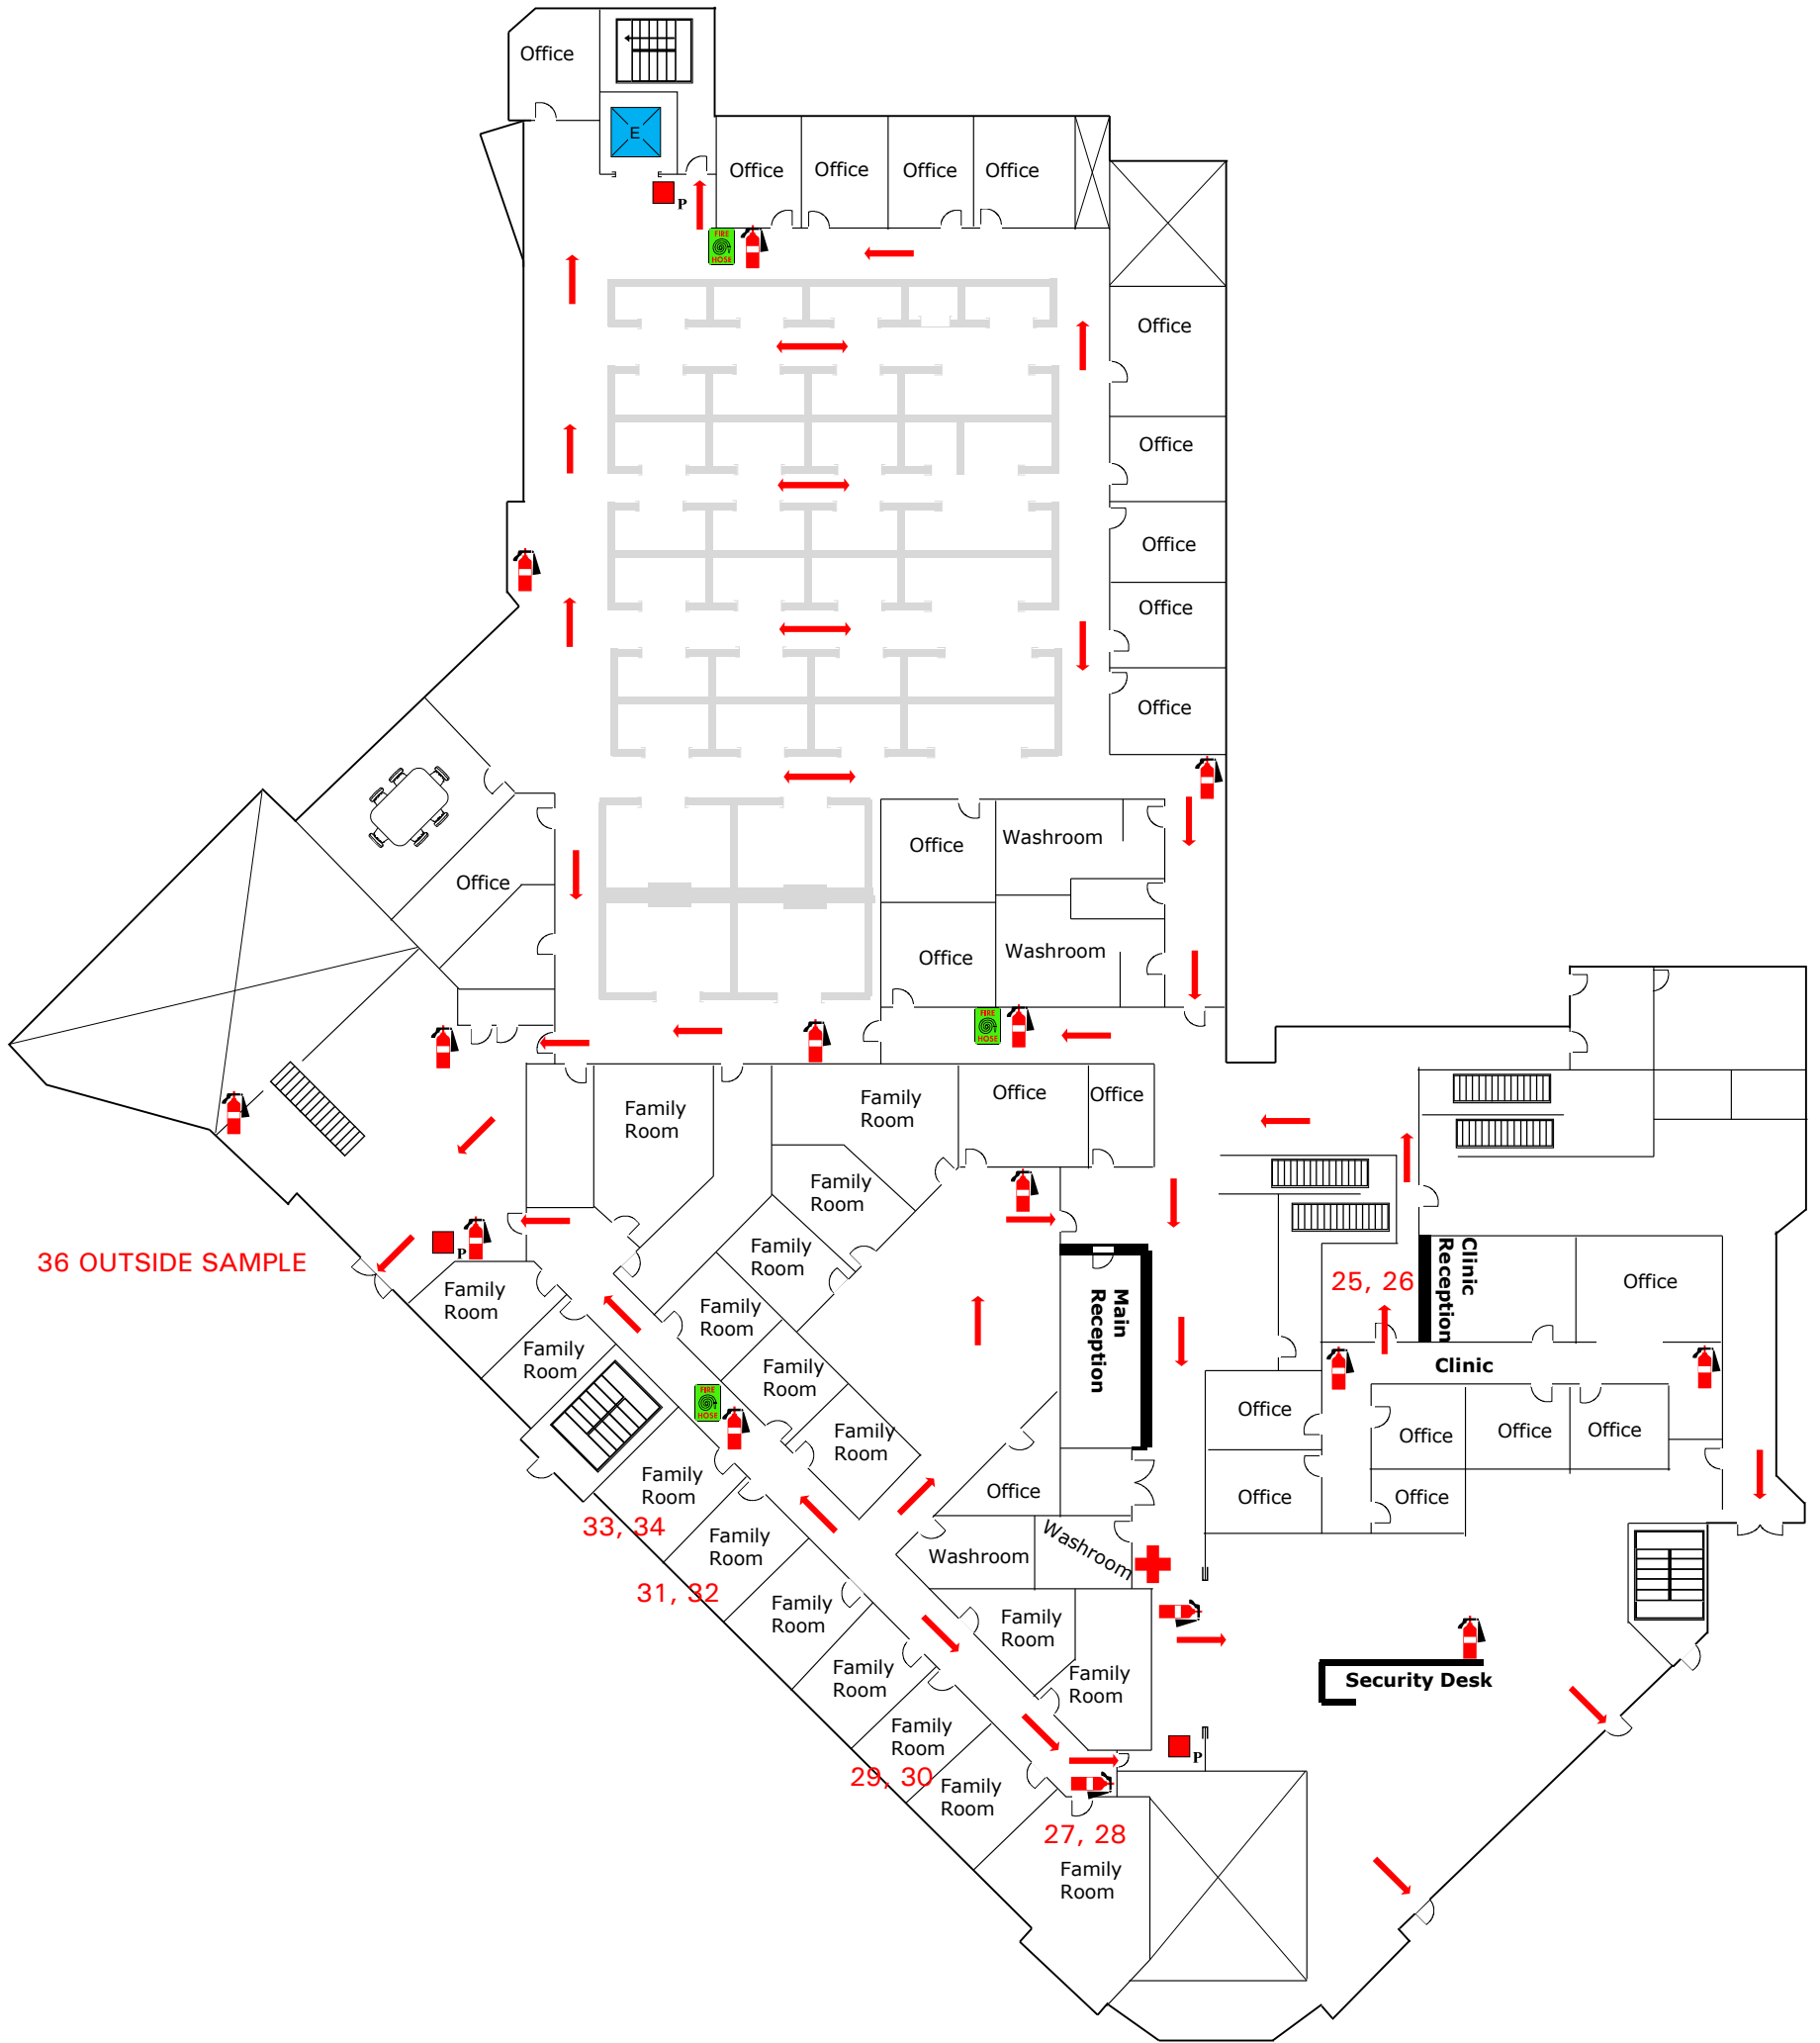 Office
E
P
Office
Office
Office
Office
FIRE
HOSE
Office
Office
Office
Office
Office
Office
Washroom
Office
Washroom
Office
FIRE
HOSE
Family
Room
Family
Room
Office
Office
Family
Room
36 OUTSIDE SAMPLE
P
Family
Room
Family
Room
Family
Room
Family
Room
Family
Room
Family
Room
FIRE
HOSE
Main
Reception
25, 26
Clinic
Reception
Office
Clinic
Office
Office
Office
Office
Office
Office
Office
Family
Room
33, 34
Family
Room
31, 32
Washroom
Washroom
Family
Room
Family
Room
Family
Room
Family
Room
Security Desk
Family
Room
29, 30
Family
Room
P
27, 28
Family
Room